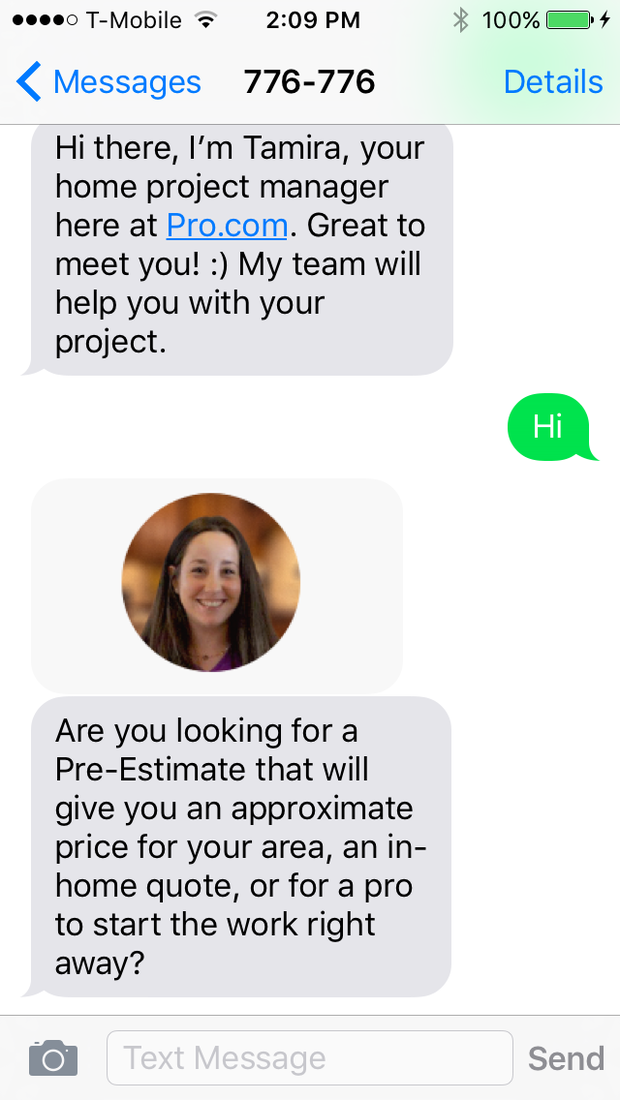 T-Mobile 2:09 PM 100%
Messages 776-776 Details
Hi there, I’m Tamira, your
home project manager
here at Pro.com. Great to
meet you! :) My team will
help you with your
project.
Hi
Are you looking for a
Pre-Estimate that will
give you an approximate
price for your area, an in-
home quote, or for a pro
to start the work right
away?
Text Message Send